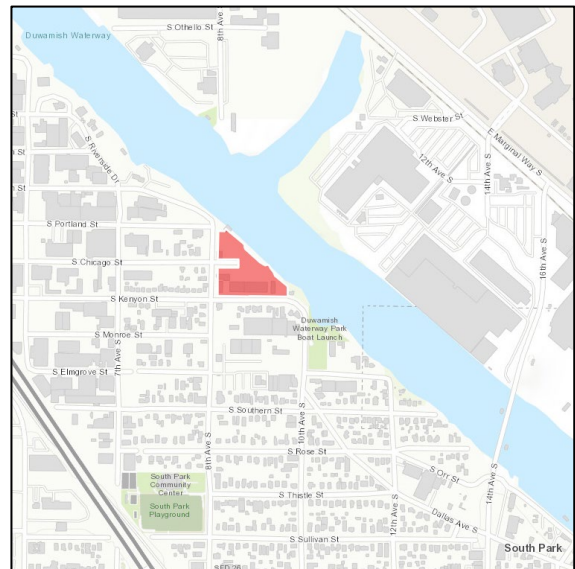 S Othello St
8th Ave S
Duwamish Waterway
S Webster St
E Marginal Way S
12th Ave S
14th Ave S
16th Ave S
S Riverside Dr
S Portland St
S Chicago St
S Kenyon St
Duwamish
Waterway Park
Boat Launch
S Monroe St
7th Ave S
S Elmgrove St
S Southern St
8th Ave S
10th Ave S
S Rose St
S Orr St
South Park
Community
Center
S Thistle St
12th Ave S
14th Ave S
South Park
Playground
Dallas Ave S
S Sullivan St
South Park